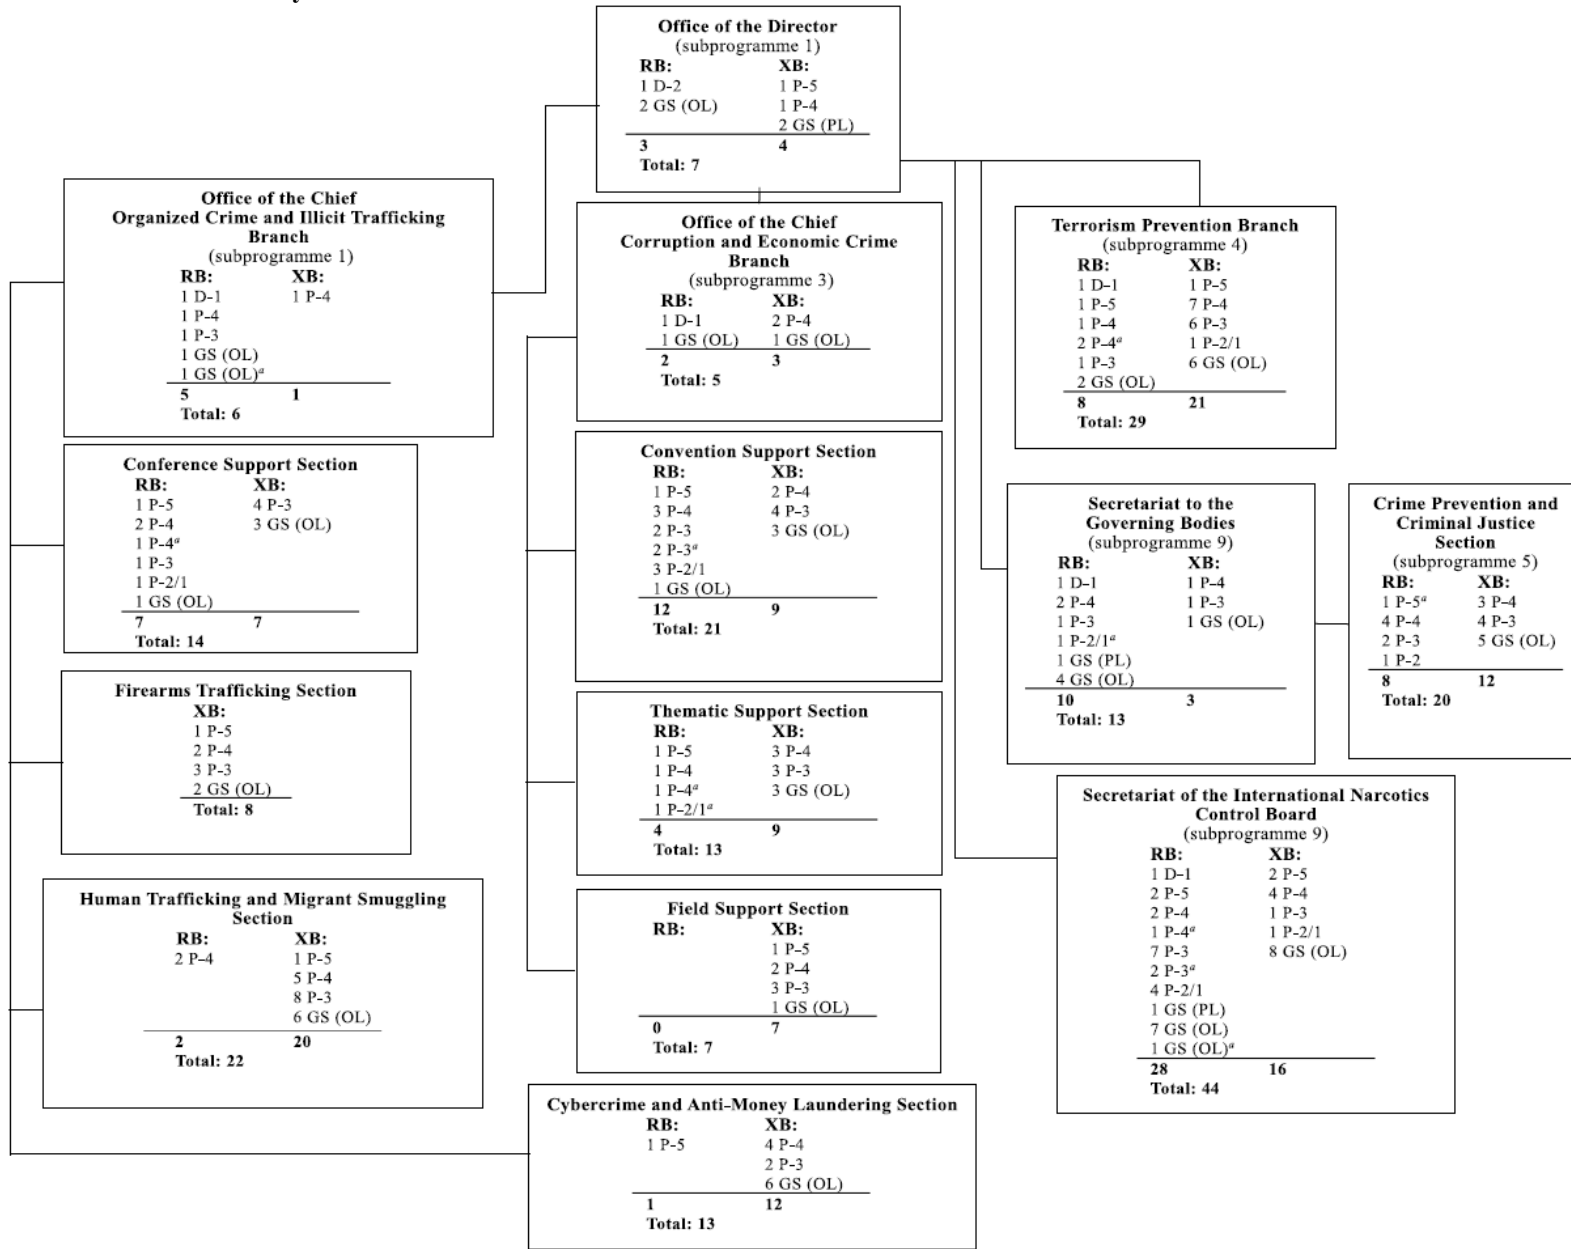 Office of the Director
(subprogramme 1)
RB: XB:
1 D-2 1 P-5
2 GS (OL) 1 P-4
2 GS (PL)
3 4
Total: 7
Office of the Chief
Organized Crime and Illicit Trafficking
Branch
(subprogramme 1)
RB: XB:
1 D-1 1 P-4
1 P-4
1 P-3
1 GS (OL)
1 GS (OL)ᵃ
5 1
Total: 6
Office of the Chief
Corruption and Economic Crime
Branch
(subprogramme 3)
RB: XB:
1 D-1 2 P-4
1 GS (OL) 1 GS (OL)
2 3
Total: 5
Terrorism Prevention Branch
(subprogramme 4)
RB: XB:
1 D-1 1 P-5
1 P-5 7 P-4
1 P-4 6 P-3
2 P-4ᵃ 1 P-2/1
1 P-3 6 GS (OL)
2 GS (OL)
8 21
Total: 29
Conference Support Section
RB: XB:
1 P-5 4 P-3
2 P-4 3 GS (OL)
1 P-4ᵃ
1 P-3
1 P-2/1
1 GS (OL)
7 7
Total: 14
Convention Support Section
RB: XB:
1 P-5 2 P-4
3 P-4 4 P-3
2 P-3 3 GS (OL)
2 P-3ᵃ
3 P-2/1
1 GS (OL)
12 9
Total: 21
Secretariat to the
Governing Bodies
(subprogramme 9)
RB: XB:
1 D-1 1 P-4
2 P-4 1 P-3
1 P-3 1 GS (OL)
1 P-2/1ᵃ
1 GS (PL)
4 GS (OL)
10 3
Total: 13
Crime Prevention and
Criminal Justice
Section
(subprogramme 5)
RB: XB:
1 P-5ᵃ 3 P-4
4 P-4 4 P-3
2 P-3 5 GS (OL)
1 P-2
8 12
Total: 20
Firearms Trafficking Section
XB:
1 P-5
2 P-4
3 P-3
2 GS (OL)
Total: 8
Thematic Support Section
RB: XB:
1 P-5 3 P-4
1 P-4 3 P-3
1 P-4ᵃ 3 GS (OL)
1 P-2/1ᵃ
4 9
Total: 13
Secretariat of the International Narcotics
Control Board
(subprogramme 9)
RB: XB:
1 D-1 2 P-5
2 P-5 4 P-4
2 P-4 1 P-3
1 P-4ᵃ 1 P-2/1
7 P-3 8 GS (OL)
2 P-3ᵃ
4 P-2/1
1 GS (PL)
7 GS (OL)
1 GS (OL)ᵃ
28 16
Total: 44
Human Trafficking and Migrant Smuggling
Section
RB: XB:
2 P-4 1 P-5
5 P-4
8 P-3
6 GS (OL)
2 20
Total: 22
Field Support Section
RB: XB:
1 P-5
2 P-4
3 P-3
1 GS (OL)
0 7
Total: 7
Cybercrime and Anti-Money Laundering Section
RB: XB:
1 P-5 4 P-4
2 P-3
6 GS (OL)
1 12
Total: 13